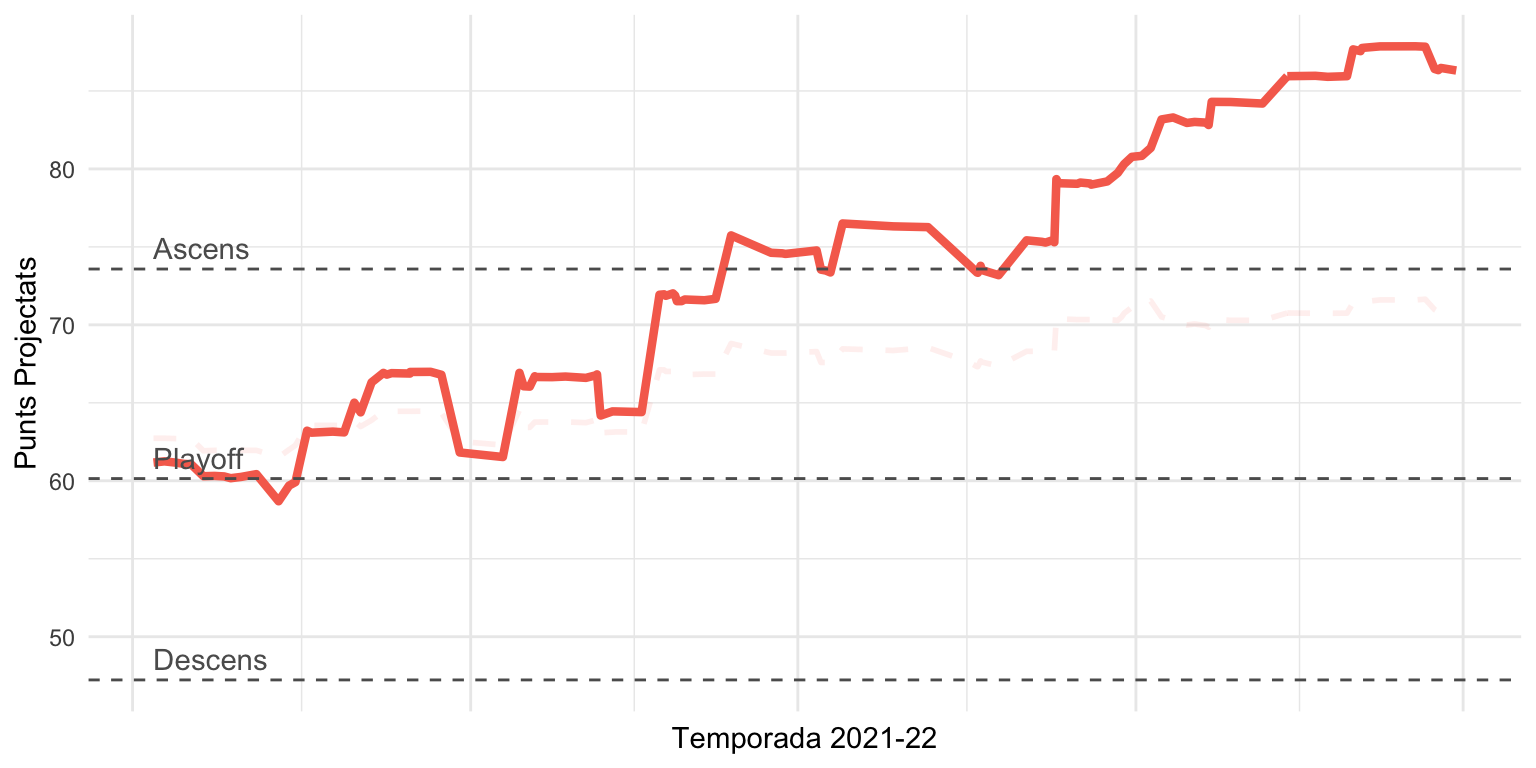 80
70
60
50
Punts Projectats
Ascens
Playoff
Descens
Temporada 2021-22